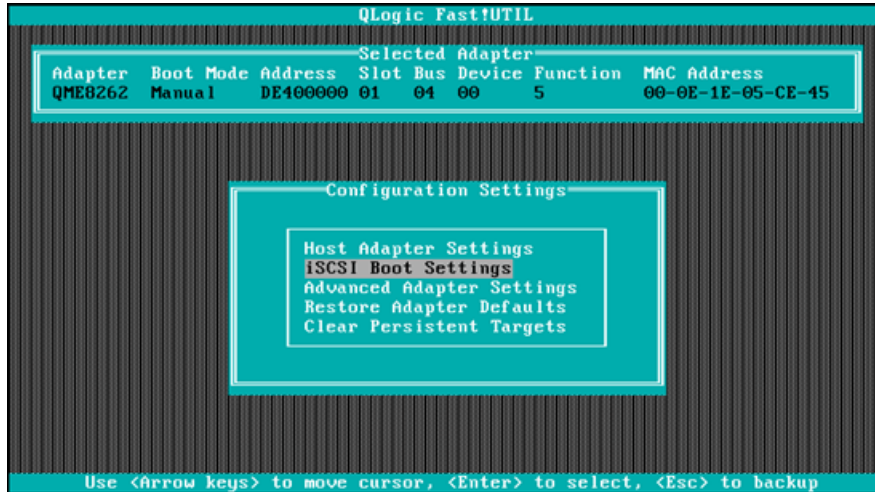 QLogic Fast!UTIL
Selected Adapter
Adapter Boot Mode Address Slot Bus Device Function MAC Address
QME8262 Manual DE400000 01 04 00 5 00-0E-1E-05-CE-45
Configuration Settings
Host Adapter Settings
iSCSI Boot Settings
Advanced Adapter Settings
Restore Adapter Defaults
Clear Persistent Targets
Use <Arrow keys> to move cursor, <Enter> to select, <Esc> to backup